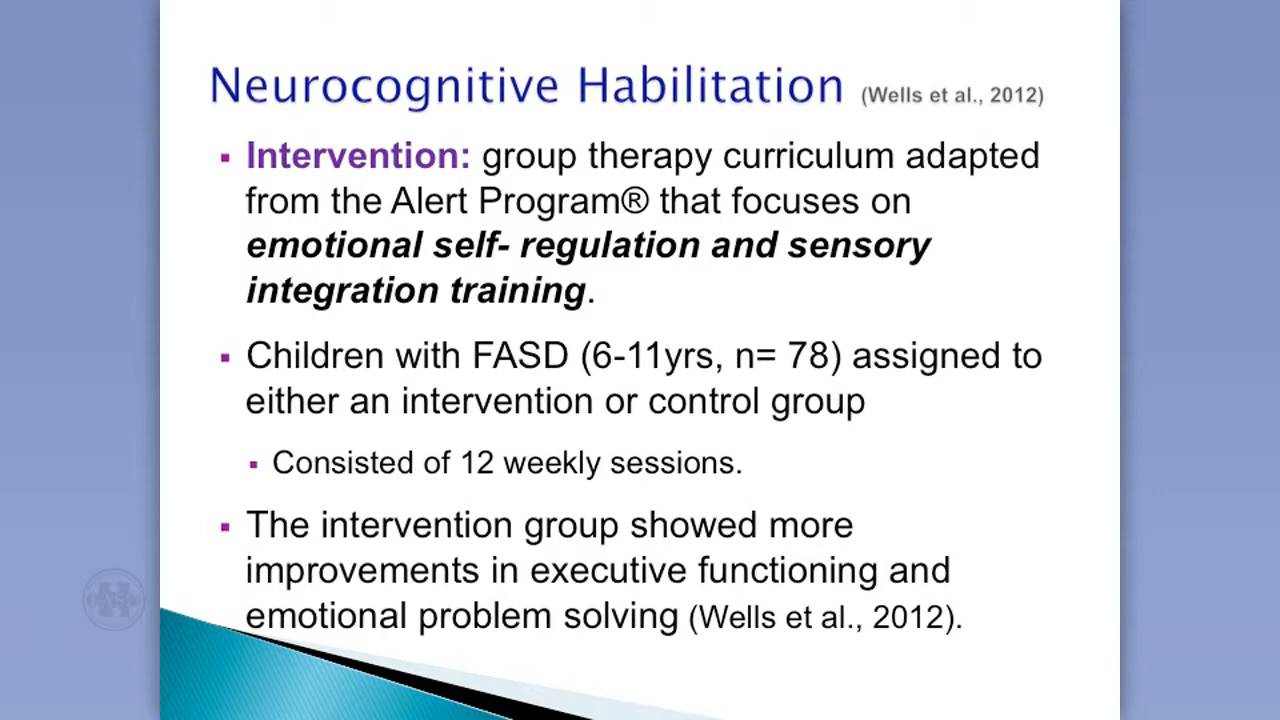 Neurocognitive Habilitation (Wells et al., 2012)
▪ Intervention: group therapy curriculum adapted
from the Alert Program® that focuses on
emotional self- regulation and sensory
integration training.
▪ Children with FASD (6-11yrs, n= 78) assigned to
either an intervention or control group
▪ Consisted of 12 weekly sessions.
▪ The intervention group showed more
improvements in executive functioning and
emotional problem solving (Wells et al., 2012).